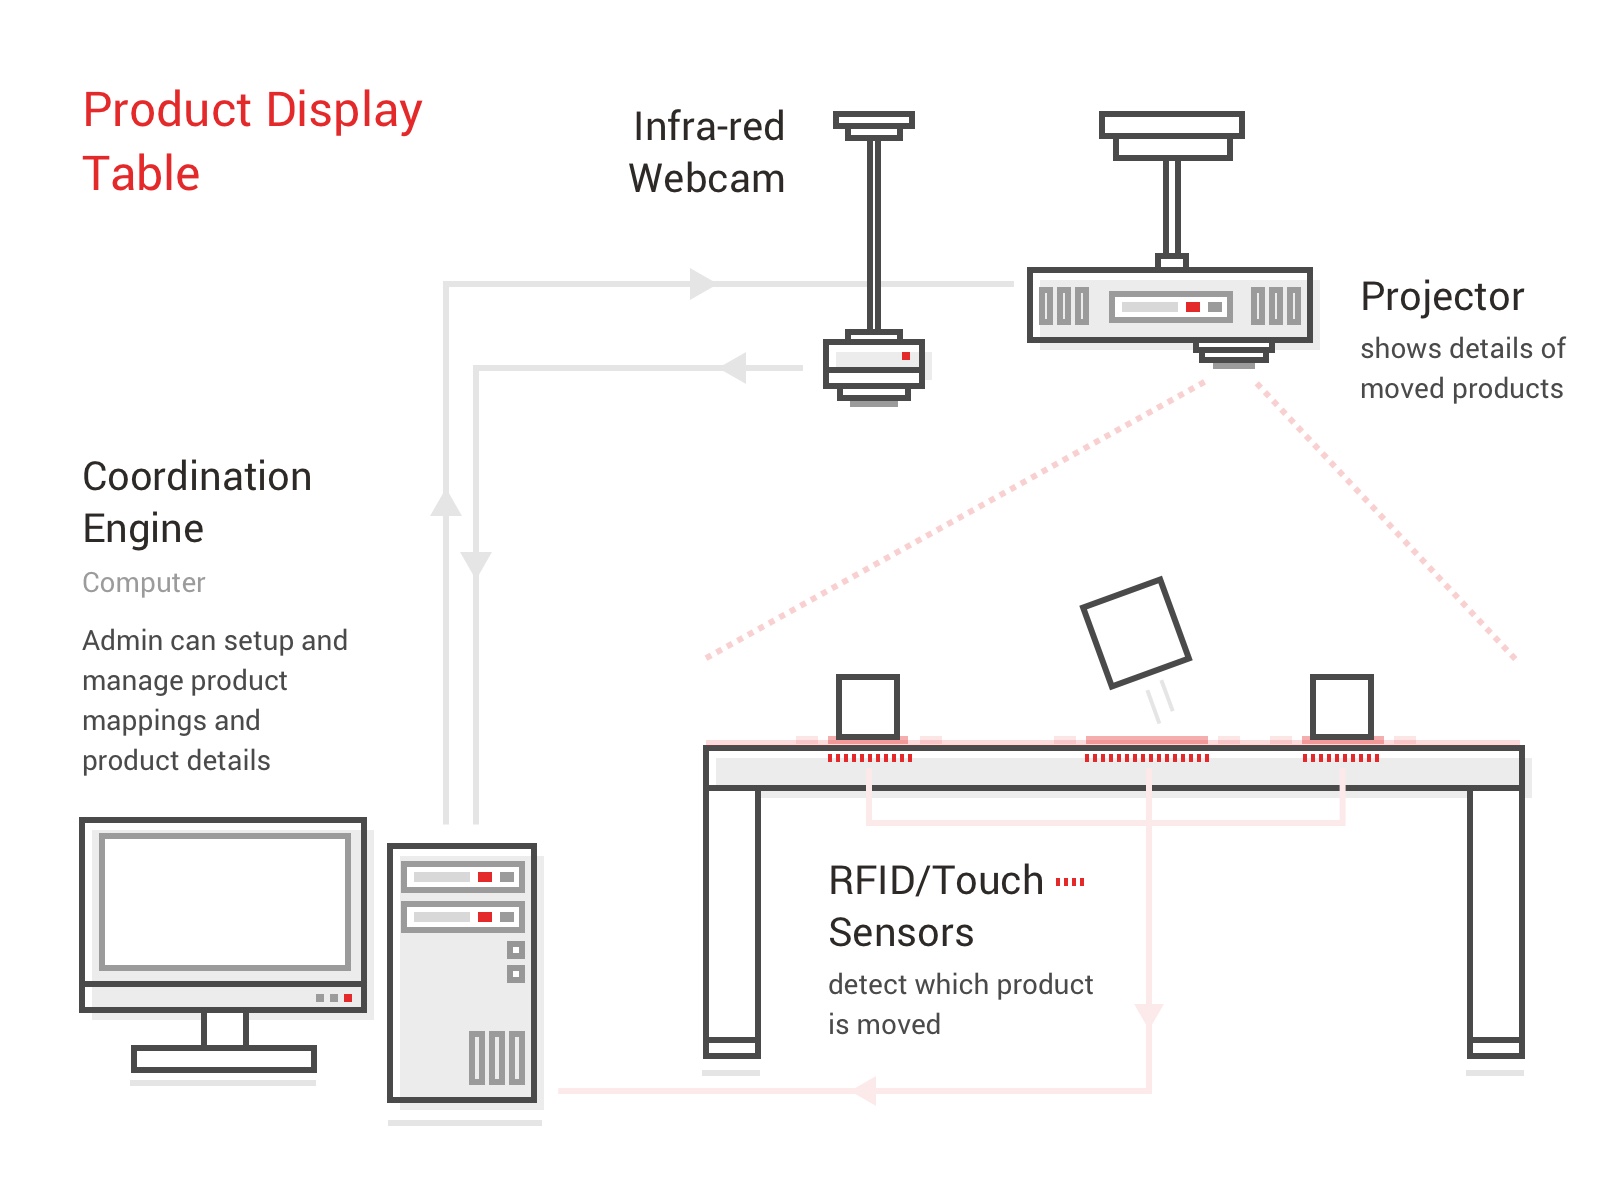 Product Display
Table
Infra-red
Webcam
Projector
shows details of
moved products
Coordination
Engine
Computer
Admin can setup and
manage product
mappings and
product details
RFID/Touch
Sensors
detect which product
is moved